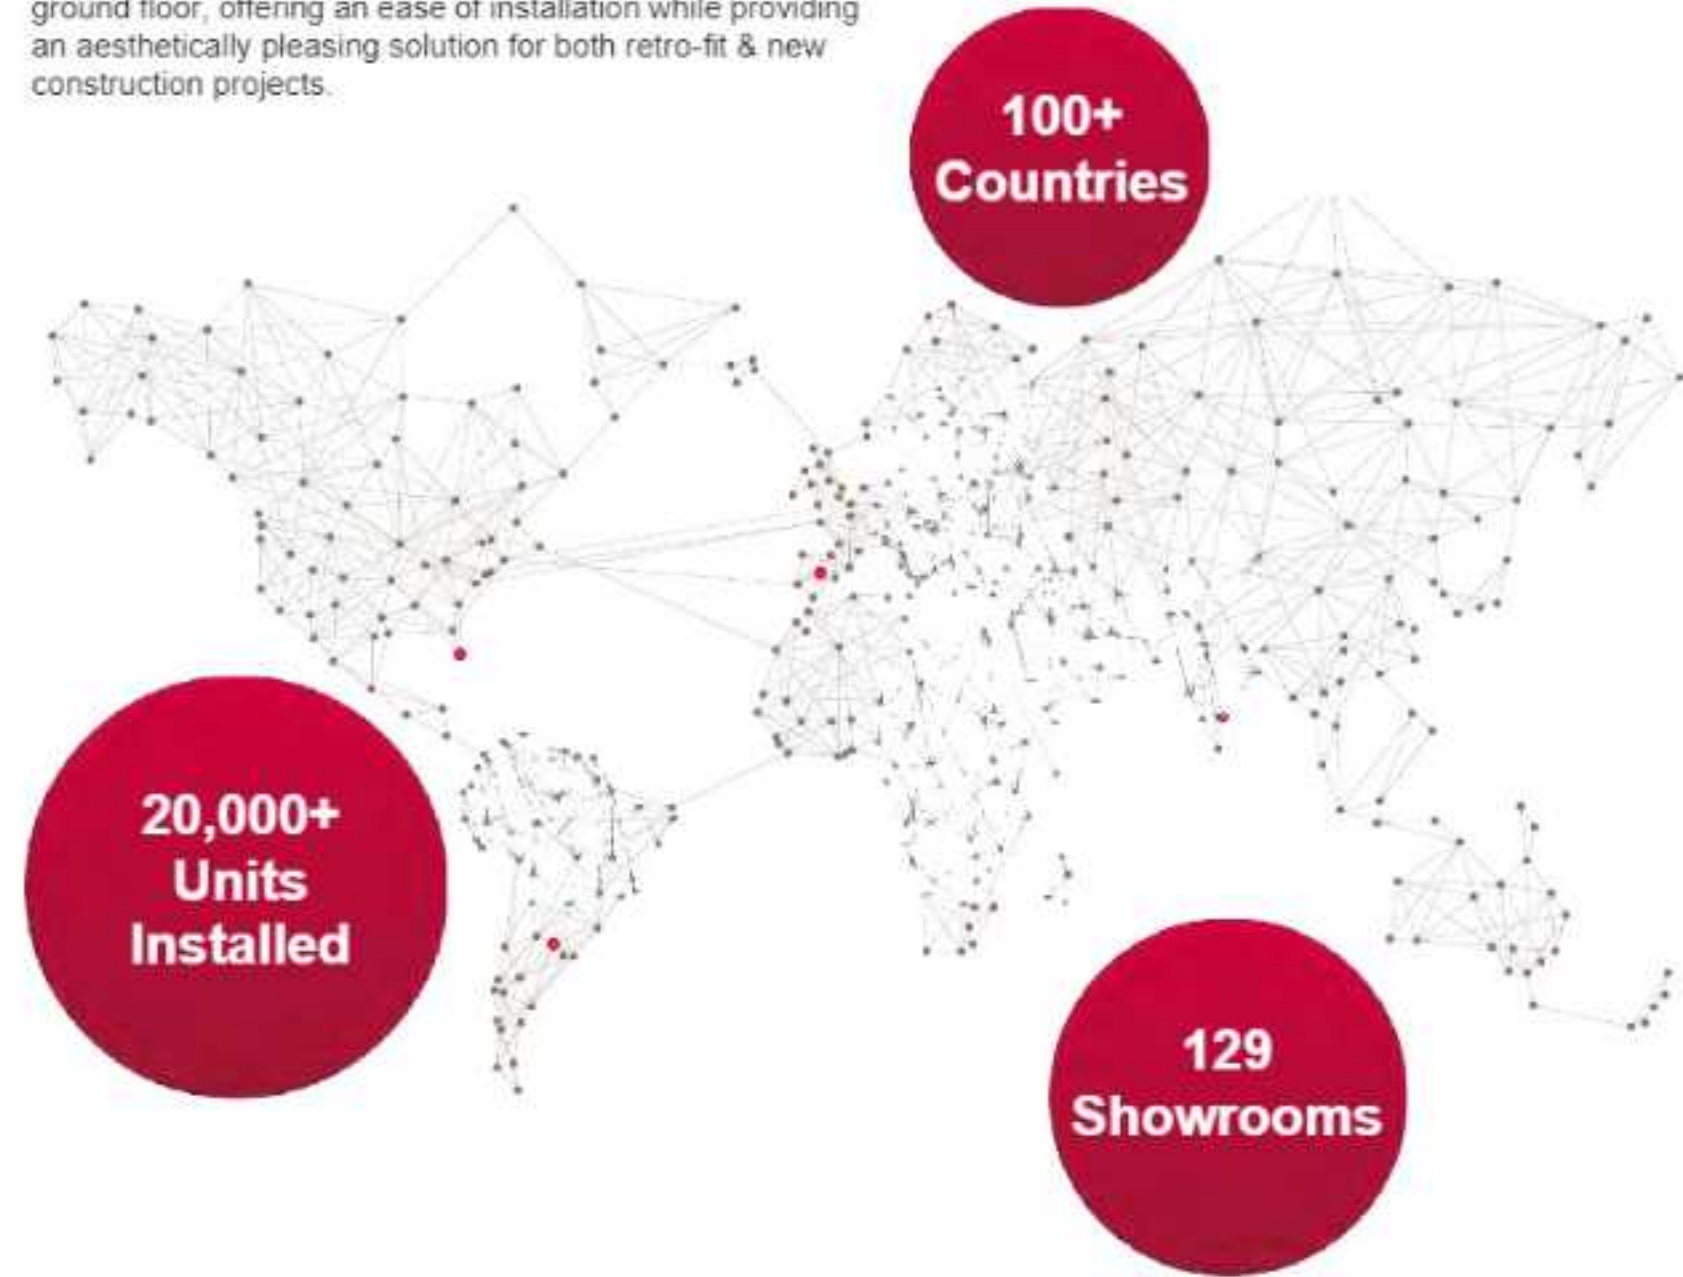 ground floor, offering an ease of installation while providing
an aesthetically pleasing solution for both retro-fit & new
construction projects.
100+
Countries
20,000+
Units
Installed
129
Showrooms